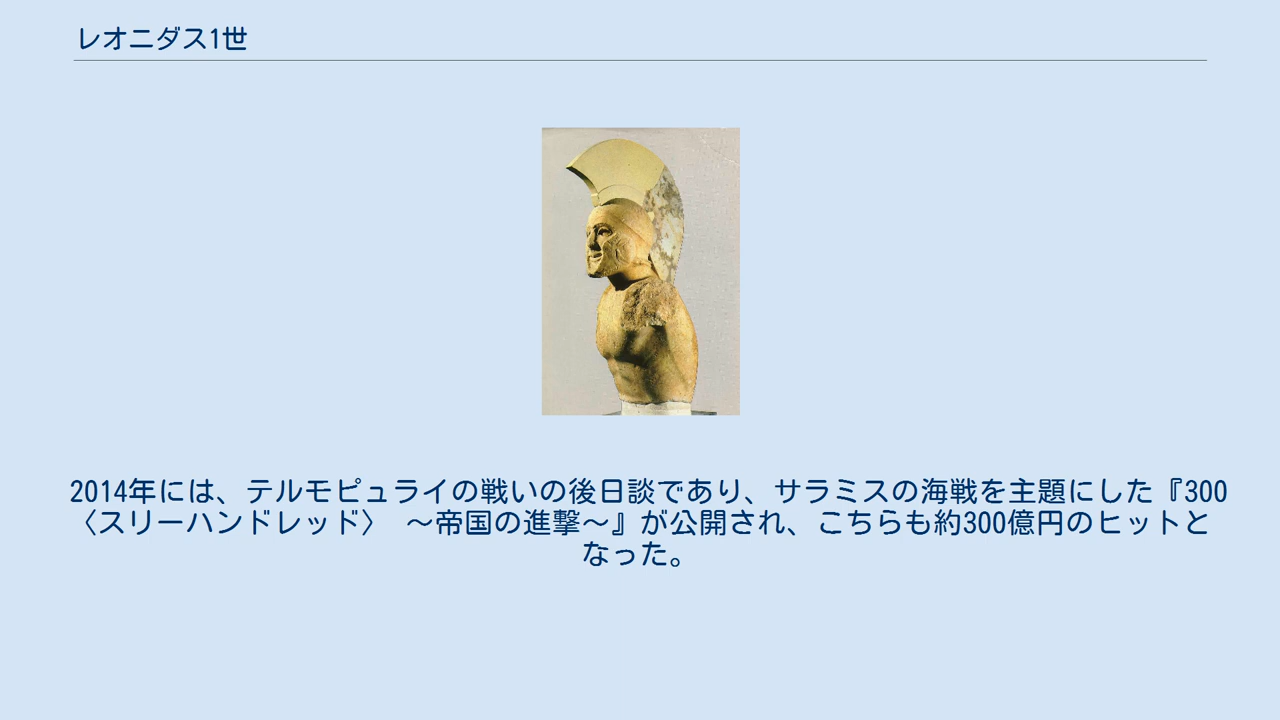 レオニダス1世
2014年には、テルモピュライの戦いの後日談であり、サラミスの海戦を主題にした『300
〈スリーハンドレッド〉 〜帝国の進撃〜』が公開され、こちらも約300億円のヒットと
なった。